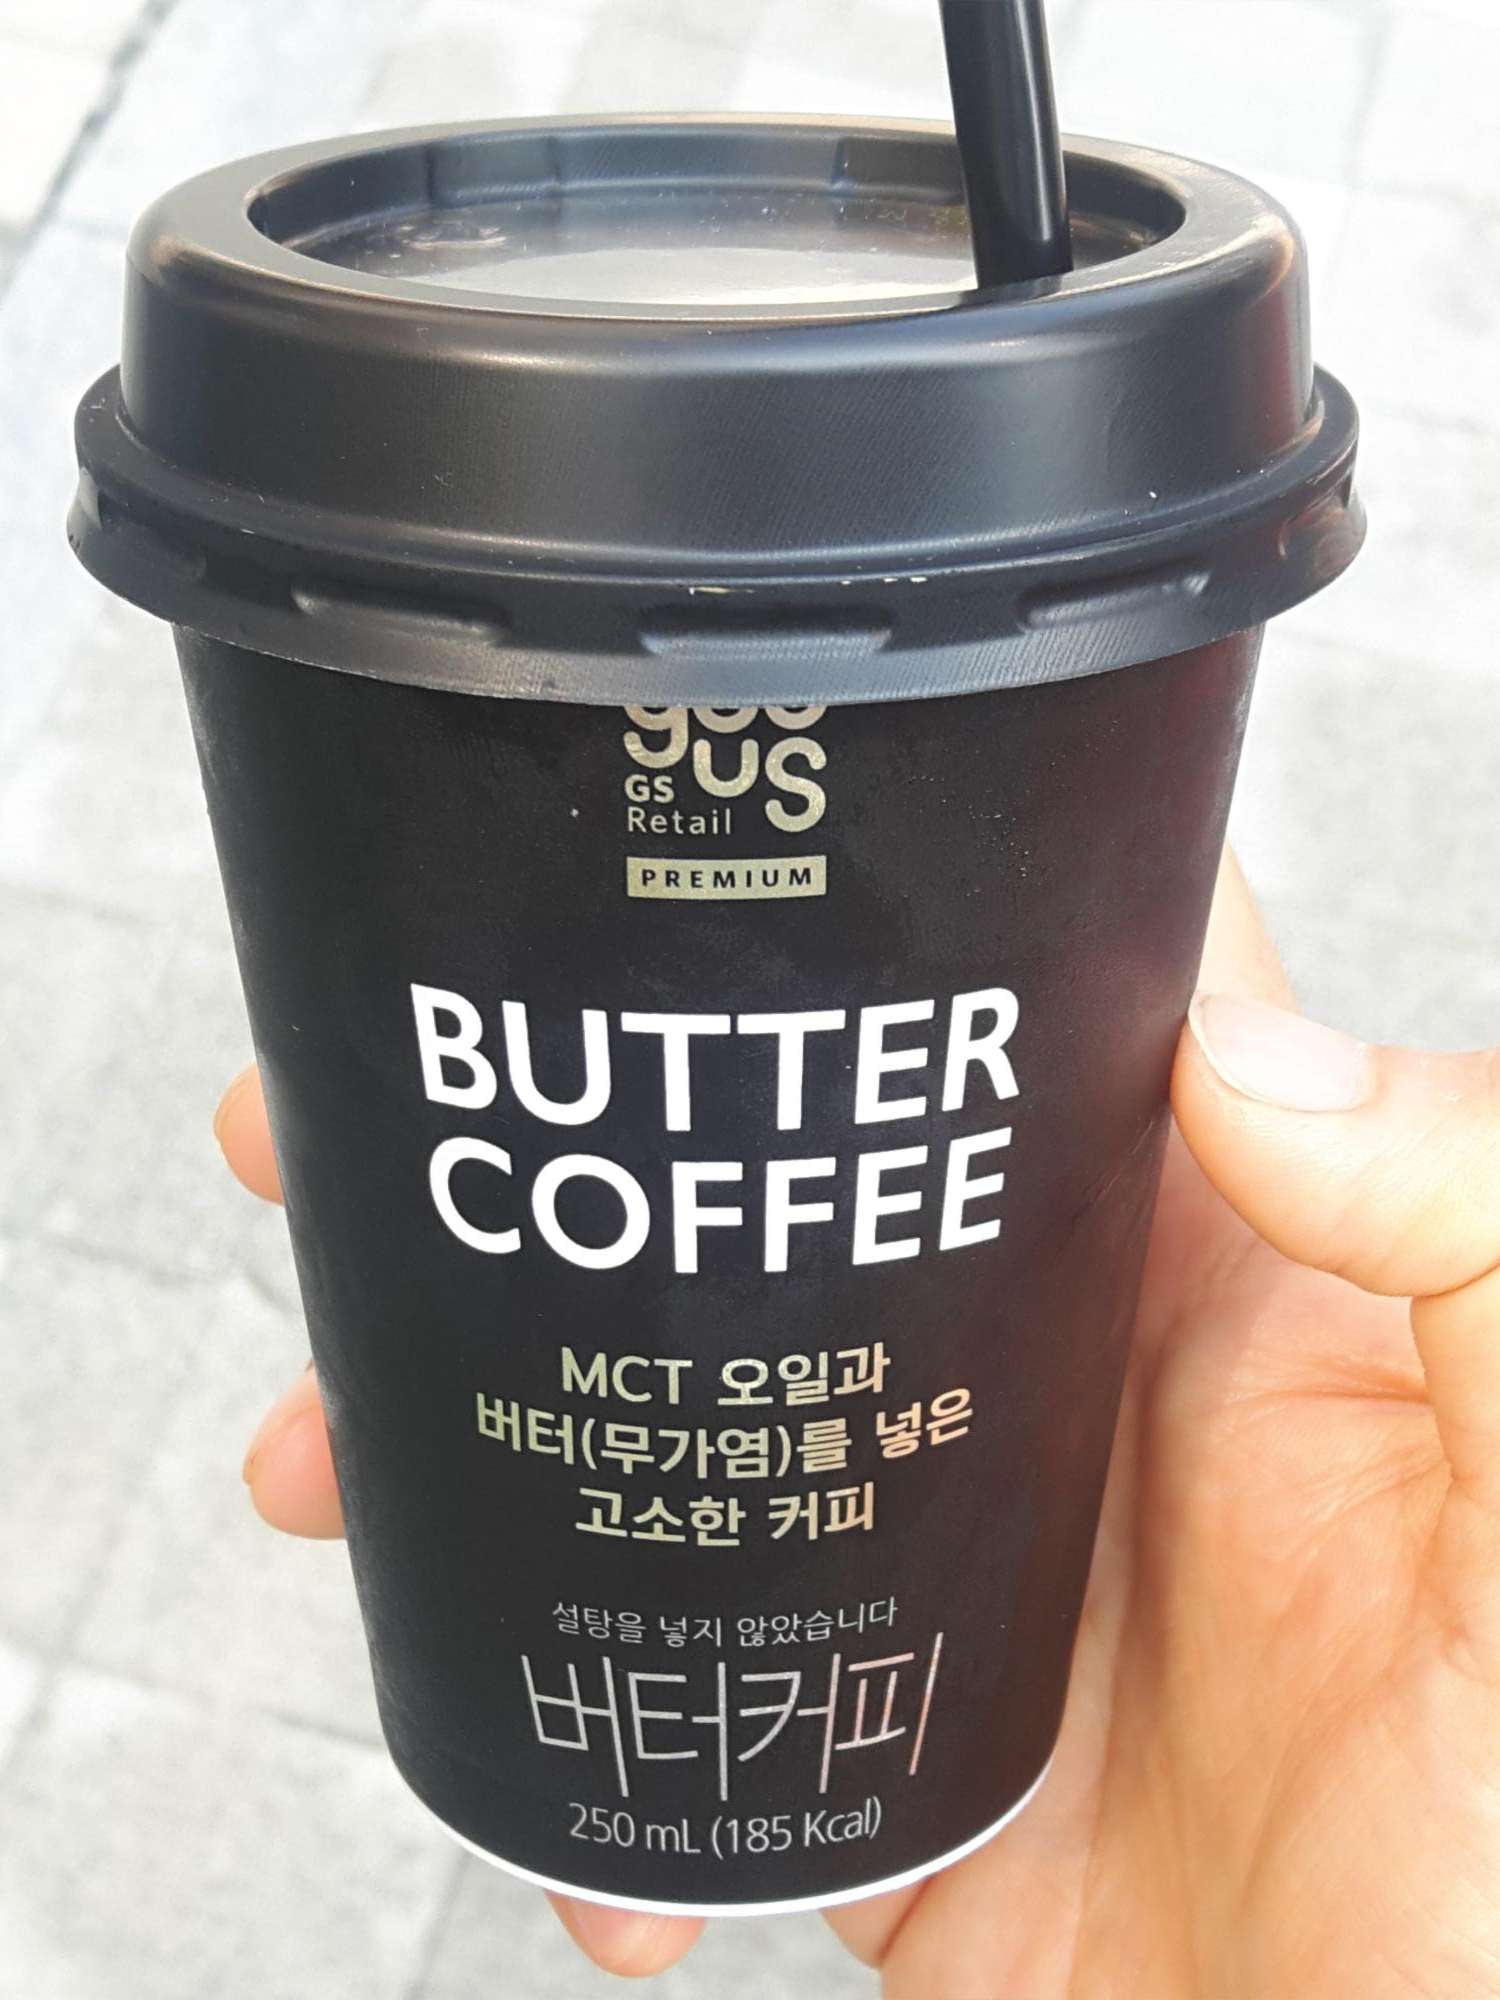 US
GS
Retail
PREMIUM
BUTTER
COFFEE
MCT 오일과
버터(무가염)를 넣은
고소한 커피
설탕을 넣지 않았습니다
버터커피
250 mL (185 Kcal)